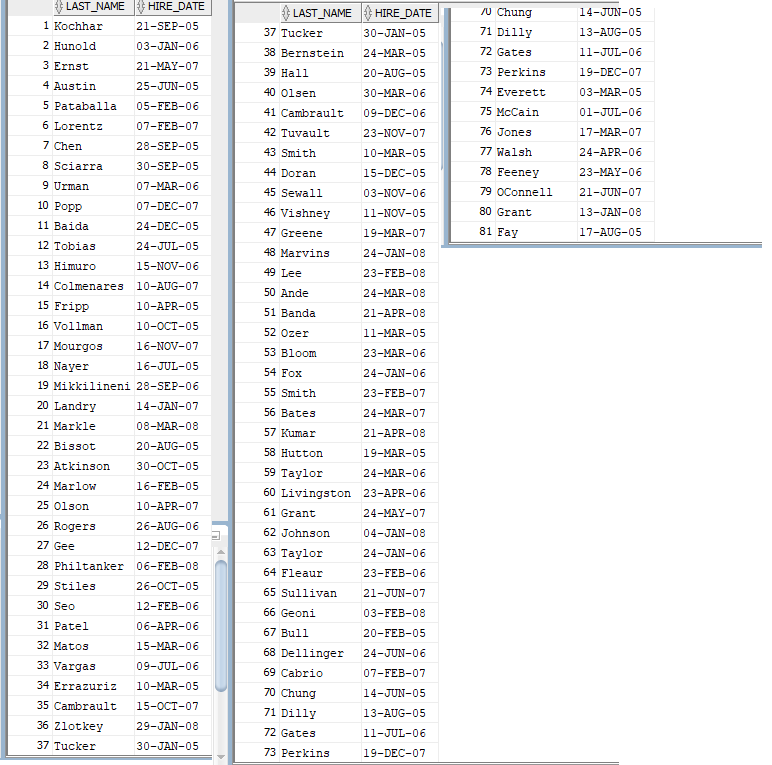 LAST_NAME HIRE_DATE
1 Kochhar 21-SEP-05
2 Hunold 03-JAN-06
3 Ernst 21-MAY-07
4 Austin 25-JUN-05
5 Pataballa 05-FEB-06
6 Lorentz 07-FEB-07
7 Chen 28-SEP-05
8 Sciarra 30-SEP-05
9 Urman 07-MAR-06
10 Popp 07-DEC-07
11 Baida 24-DEC-05
12 Tobias 24-JUL-05
13 Himuro 15-NOV-06
14 Colmenares 10-AUG-07
15 Fripp 10-APR-05
16 Vollman 10-OCT-05
17 Mourgos 16-NOV-07
18 Nayer 16-JUL-05
19 Mikkilineni 28-SEP-06
20 Landry 14-JAN-07
21 Markle 08-MAR-08
22 Bissot 20-AUG-05
23 Atkinson 30-OCT-05
24 Marlow 16-FEB-05
25 Olson 10-APR-07
26 Rogers 26-AUG-06
27 Gee 12-DEC-07
28 Philtanker 06-FEB-08
29 Stiles 26-OCT-05
30 Seo 12-FEB-06
31 Patel 06-APR-06
32 Matos 15-MAR-06
33 Vargas 09-JUL-06
34 Errazuriz 10-MAR-05
35 Cambrault 15-OCT-07
36 Zlotkey 29-JAN-08
37 Tucker 30-JAN-05
LAST_NAME HIRE_DATE
37 Tucker 30-JAN-05
38 Bernstein 24-MAR-05
39 Hall 20-AUG-05
40 Olsen 30-MAR-06
41 Cambrault 09-DEC-06
42 Tuvault 23-NOV-07
43 Smith 10-MAR-05
44 Doran 15-DEC-05
45 Sewall 03-NOV-06
46 Vishney 11-NOV-05
47 Greene 19-MAR-07
48 Marvins 24-JAN-08
49 Lee 23-FEB-08
50 Ande 24-MAR-08
51 Banda 21-APR-08
52 Ozer 11-MAR-05
53 Bloom 23-MAR-06
54 Fox 24-JAN-06
55 Smith 23-FEB-07
56 Bates 24-MAR-07
57 Kumar 21-APR-08
58 Hutton 19-MAR-05
59 Taylor 24-MAR-06
60 Livingston 23-APR-06
61 Grant 24-MAY-07
62 Johnson 04-JAN-08
63 Taylor 24-JAN-06
64 Fleaur 23-FEB-06
65 Sullivan 21-JUN-07
66 Geoni 03-FEB-08
67 Bull 20-FEB-05
68 Dellinger 24-JUN-06
69 Cabrio 07-FEB-07
70 Chung 14-JUN-05
71 Dilly 13-AUG-05
72 Gates 11-JUL-06
73 Perkins 19-DEC-07
70 Chung 14-JUN-05
71 Dilly 13-AUG-05
72 Gates 11-JUL-06
73 Perkins 19-DEC-07
74 Everett 03-MAR-05
75 McCain 01-JUL-06
76 Jones 17-MAR-07
77 Walsh 24-APR-06
78 Feeney 23-MAY-06
79 OConnell 21-JUN-07
80 Grant 13-JAN-08
81 Fay 17-AUG-05